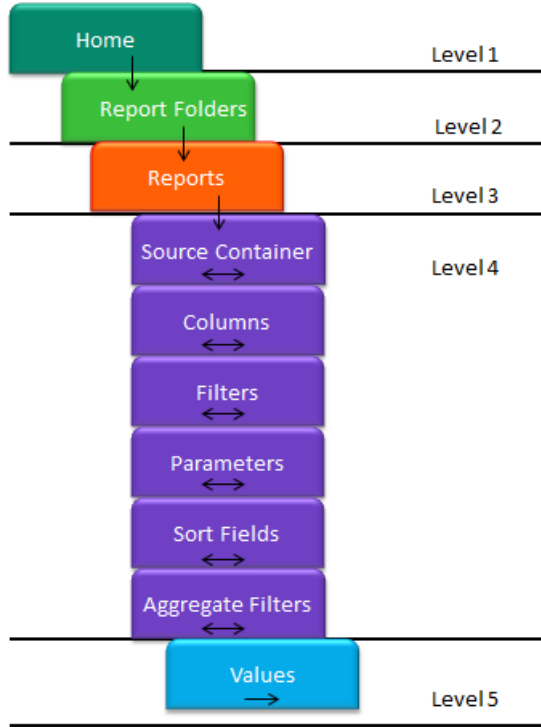 Home
Level 1
Report Folders
Level 2
Reports
Level 3
Source Container
Level 4
Columns
Filters
Parameters
Sort Fields
Aggregate Filters
Values
Level 5